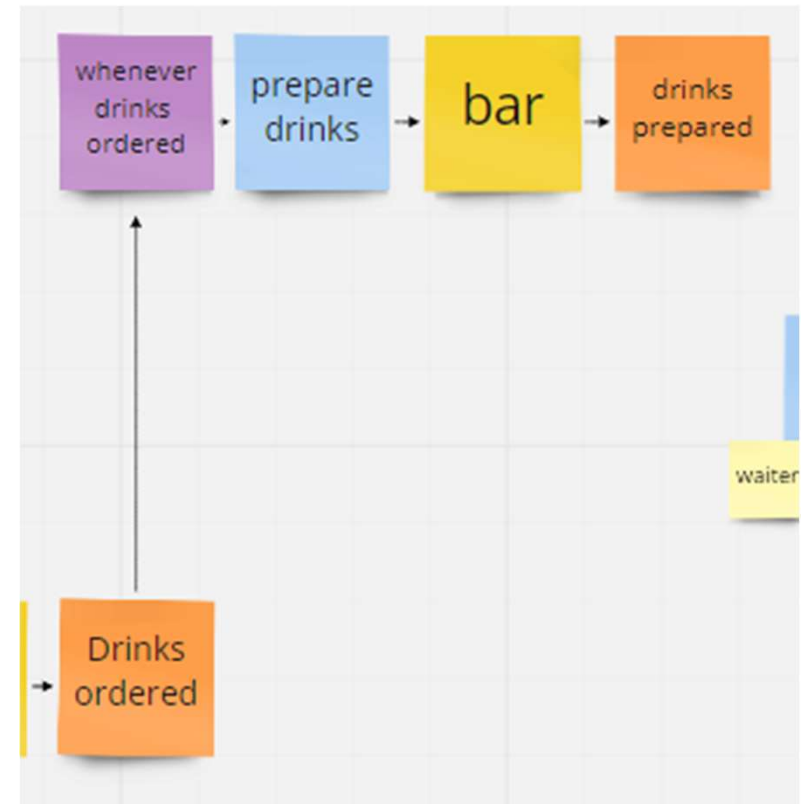 whenever
drinks
ordered
prepare
drinks
bar
drinks
prepared
waiter
Drinks
ordered